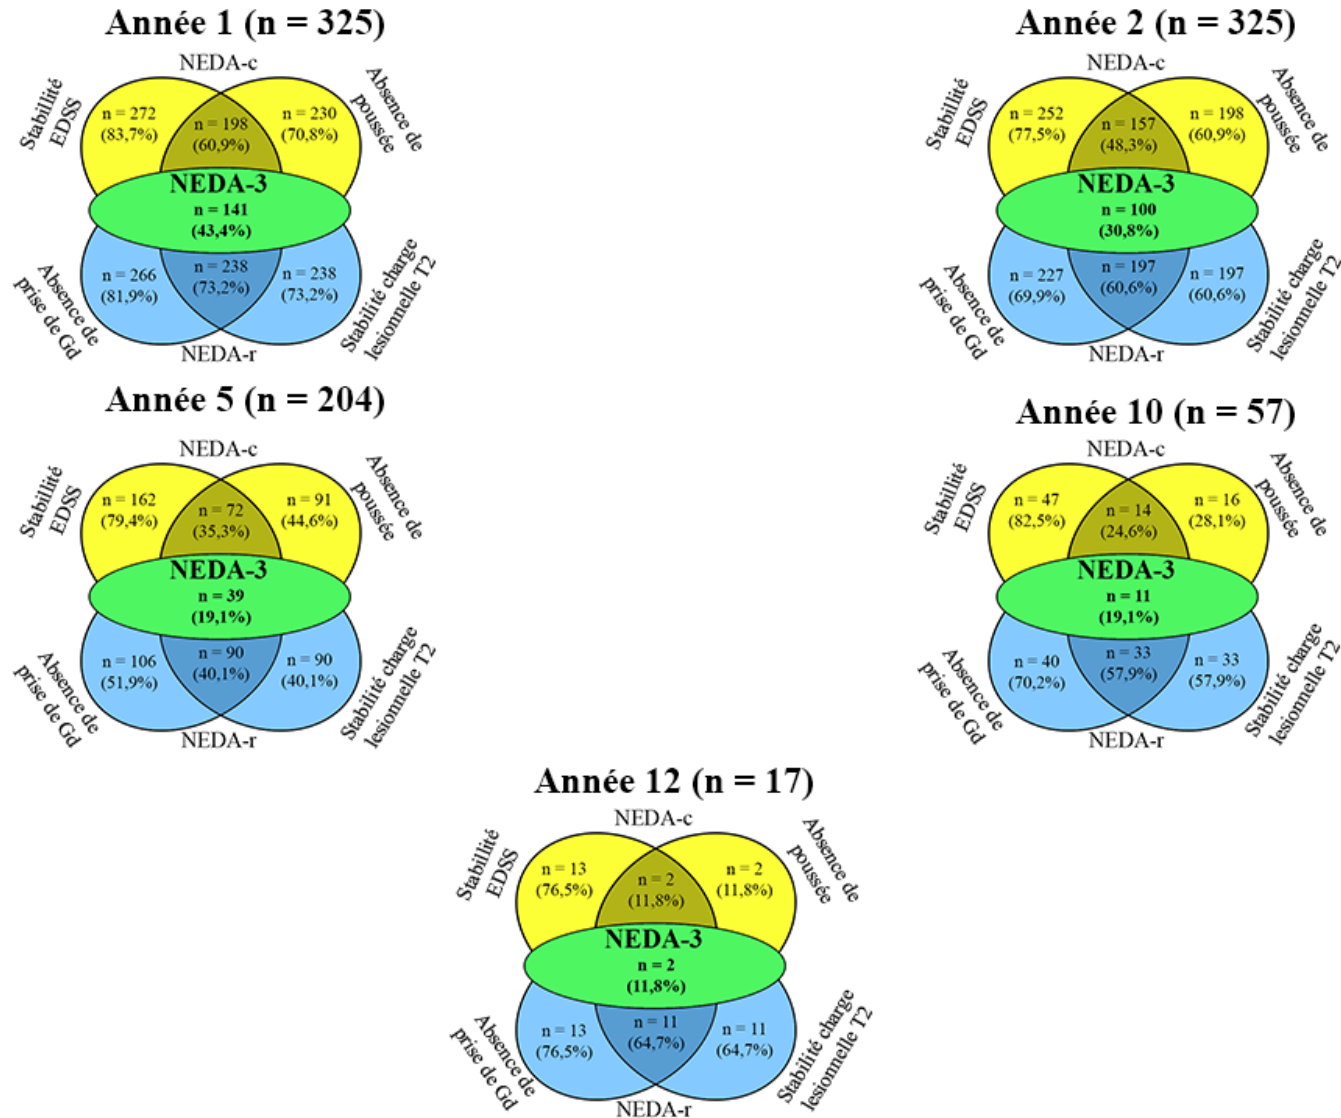 Année 1 (n = 325)
NEDA-c
Stabillité
EDSS
Absence de
poussée
n = 272
(83,7%)
n = 198
(60,9%)
n = 230
(70,8%)
NEDA-3
n = 141
(43,4%)
n = 266
(81,9%)
n = 238
(73,2%)
n = 238
(73,2%)
Absence de
prise de Gd
Stabilité charge
lesionnelle T2
NEDA-r
Année 2 (n = 325)
NEDA-c
Stabillité
EDSS
Absence de
poussée
n = 252
(77,5%)
n = 157
(48,3%)
n = 198
(60,9%)
NEDA-3
n = 100
(30,8%)
n = 227
(69,9%)
n = 197
(60,6%)
n = 197
(60,6%)
Absence de
prise de Gd
Stabilité charge
lesionnelle T2
NEDA-r
Année 5 (n = 204)
NEDA-c
Stabillité
EDSS
Absence de
poussée
n = 162
(79,4%)
n = 72
(35,3%)
n = 91
(44,6%)
NEDA-3
n = 39
(19,1%)
n = 106
(51,9%)
n = 90
(40,1%)
n = 90
(40,1%)
Absence de
prise de Gd
Stabilité charge
lesionnelle T2
NEDA-r
Année 10 (n = 57)
NEDA-c
Stabillité
EDSS
Absence de
poussée
n = 47
(82,5%)
n = 14
(24,6%)
n = 16
(28,1%)
NEDA-3
n = 11
(19,1%)
n = 40
(70,2%)
n = 33
(57,9%)
n = 33
(57,9%)
Absence de
prise de Gd
Stabilité charge
lesionnelle T2
NEDA-r
Année 12 (n = 17)
NEDA-c
Stabillité
EDSS
Absence de
poussée
n = 13
(76,5%)
n = 2
(11,8%)
n = 2
(11,8%)
NEDA-3
n = 2
(11,8%)
n = 13
(76,5%)
n = 11
(64,7%)
n = 11
(64,7%)
Absence de
prise de Gd
Stabilité charge
lesionnelle T2
NEDA-r